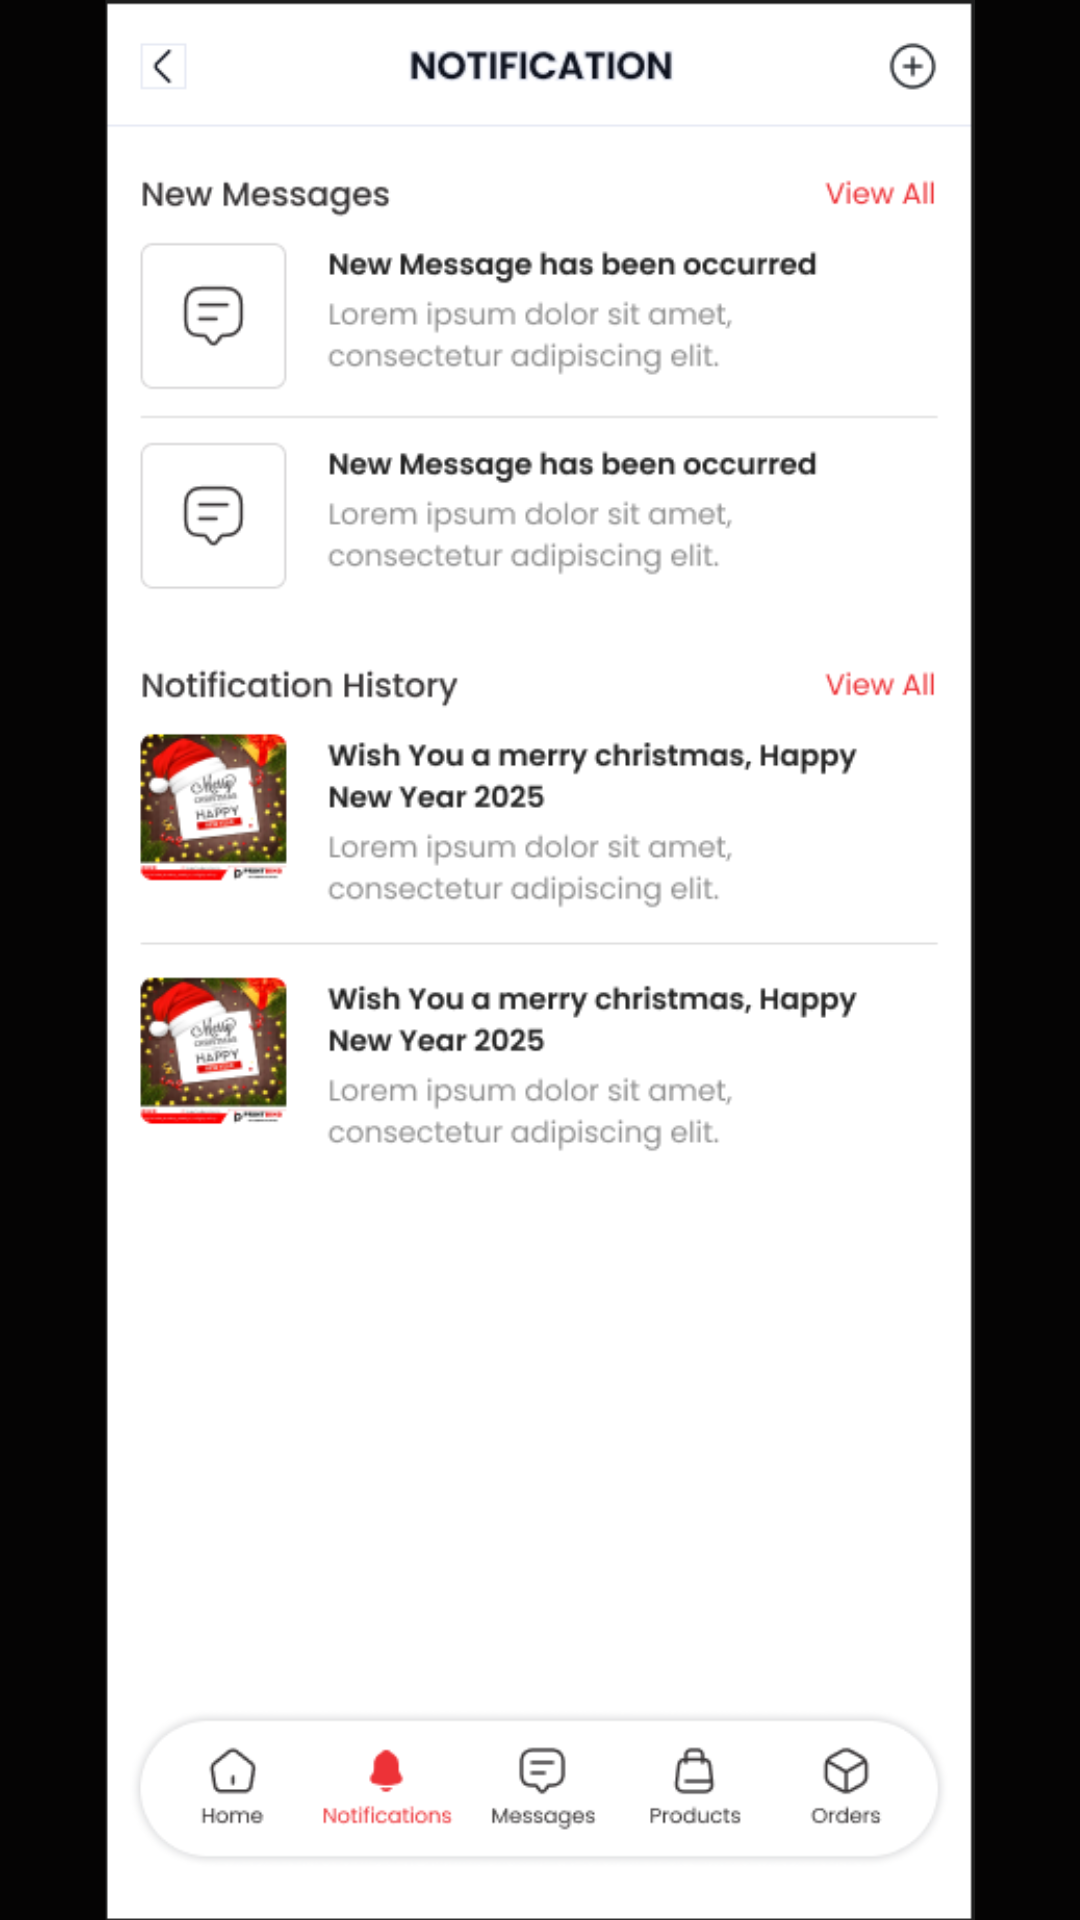 NOTIFICATION
New Messages
View All
New Message has been occurred
Lorem ipsum dolor sit amet,
consectetur adipiscing elit.
New Message has been occurred
Lorem ipsum dolor sit amet,
consectetur adipiscing elit.
Notification History
View All
Merry
CHRISTMAS
HAPPY
PRINT
Wish You a merry christmas, Happy
New Year 2025
Lorem ipsum dolor sit amet,
consectetur adipiscing elit.
Merry
CHRISTMAS
HAPPY
PRINT
Wish You a merry christmas, Happy
New Year 2025
Lorem ipsum dolor sit amet,
consectetur adipiscing elit.
Home
Notifications
Messages
Products
Orders